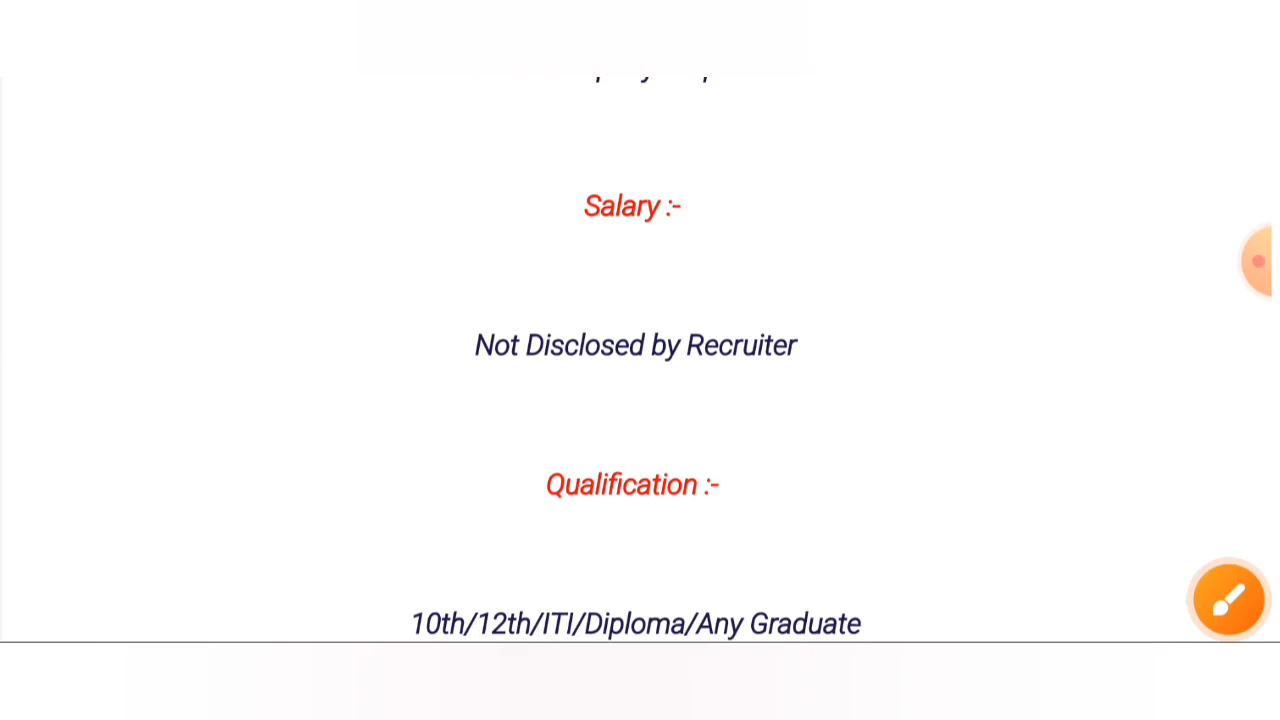 Salary :-
Not Disclosed by Recruiter
Qualification :-
10th/12th/ITI/Diploma/Any Graduate